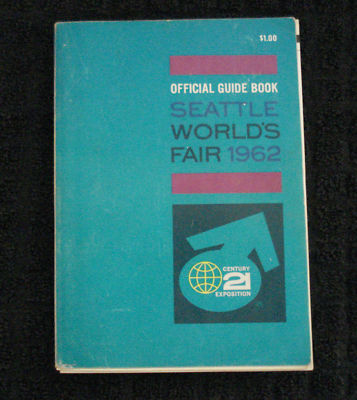 $1.00
OFFICIAL GUIDE BOOK
SEATTLE
WORLD'S
FAIR 1962
CENTURY
21
EXPOSITION